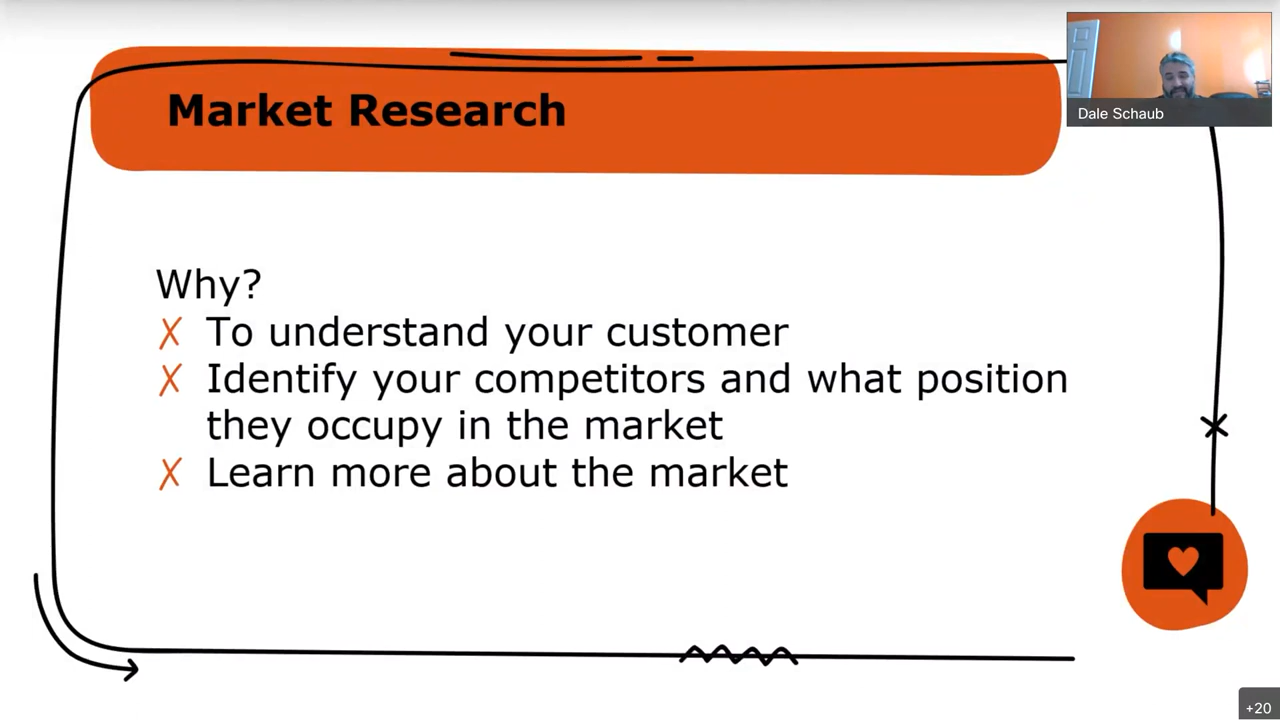 Market Research
Dale Schaub
Why?
X To understand your customer
X Identify your competitors and what position
they occupy in the market
X Learn more about the market
+20